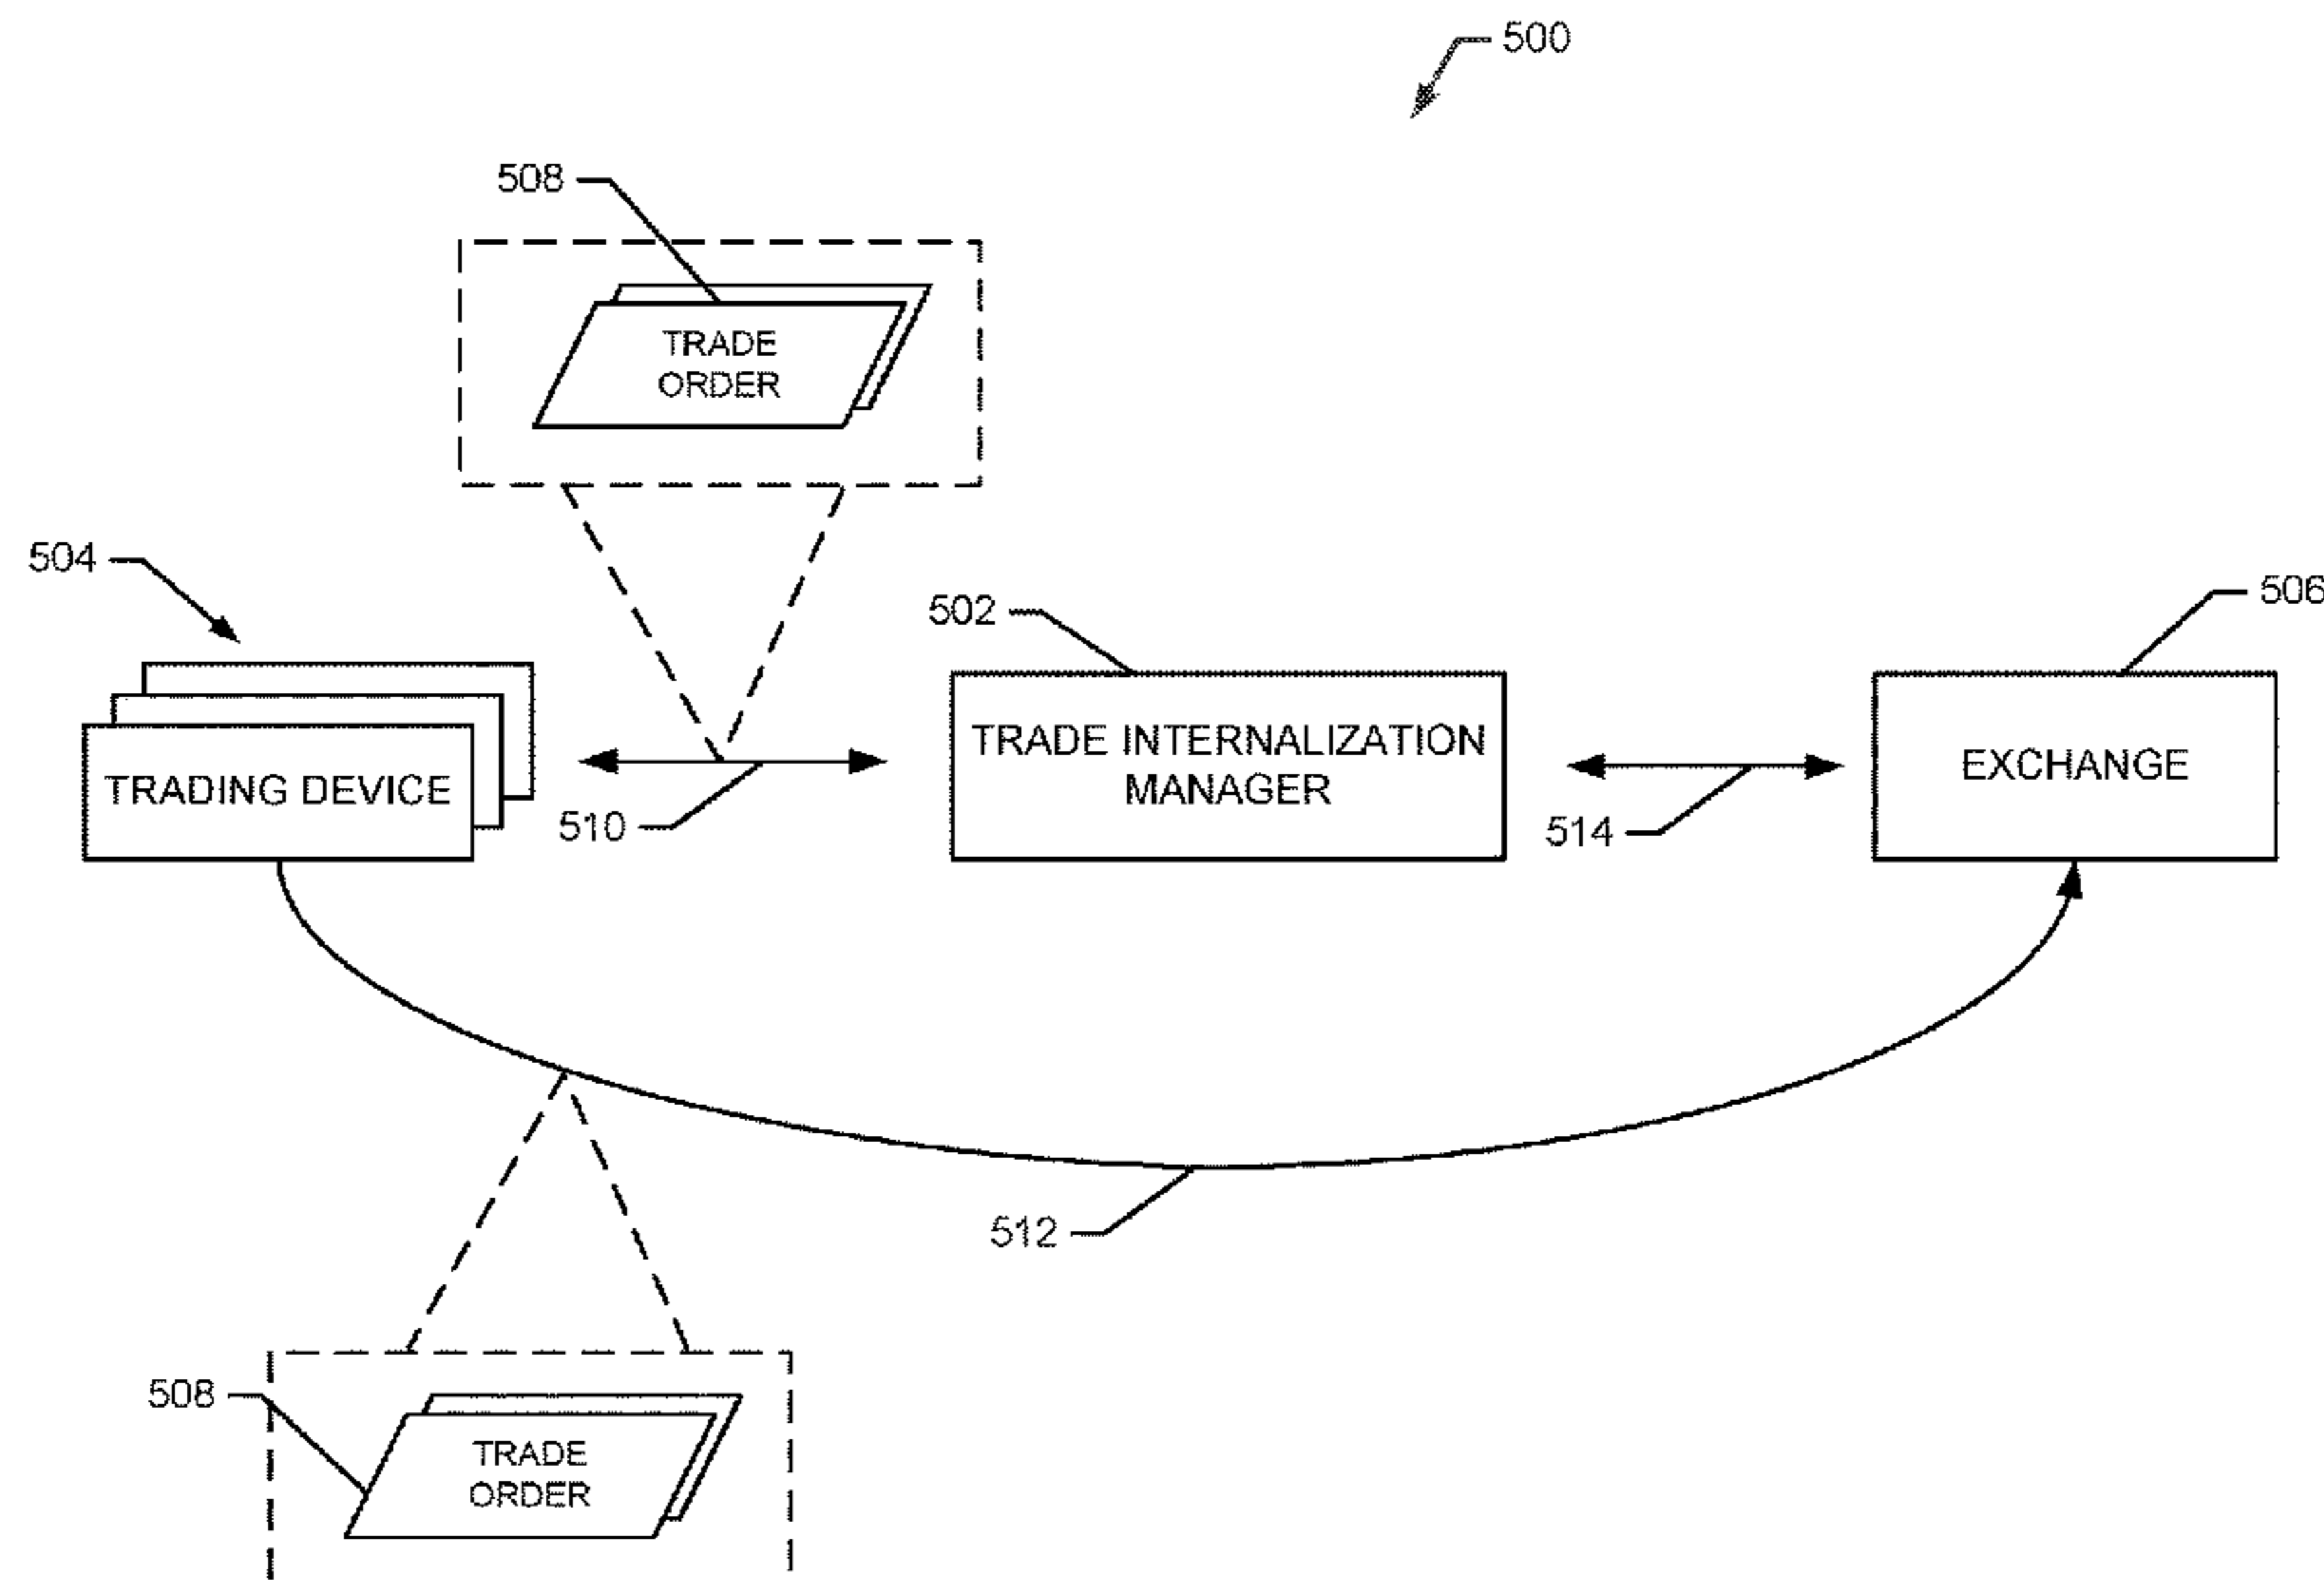 500
508
TRADE
ORDER
504
502
506
TRADING DEVICE
TRADE INTERNALIZATION
MANAGER
EXCHANGE
510
514
512
508
TRADE
ORDER